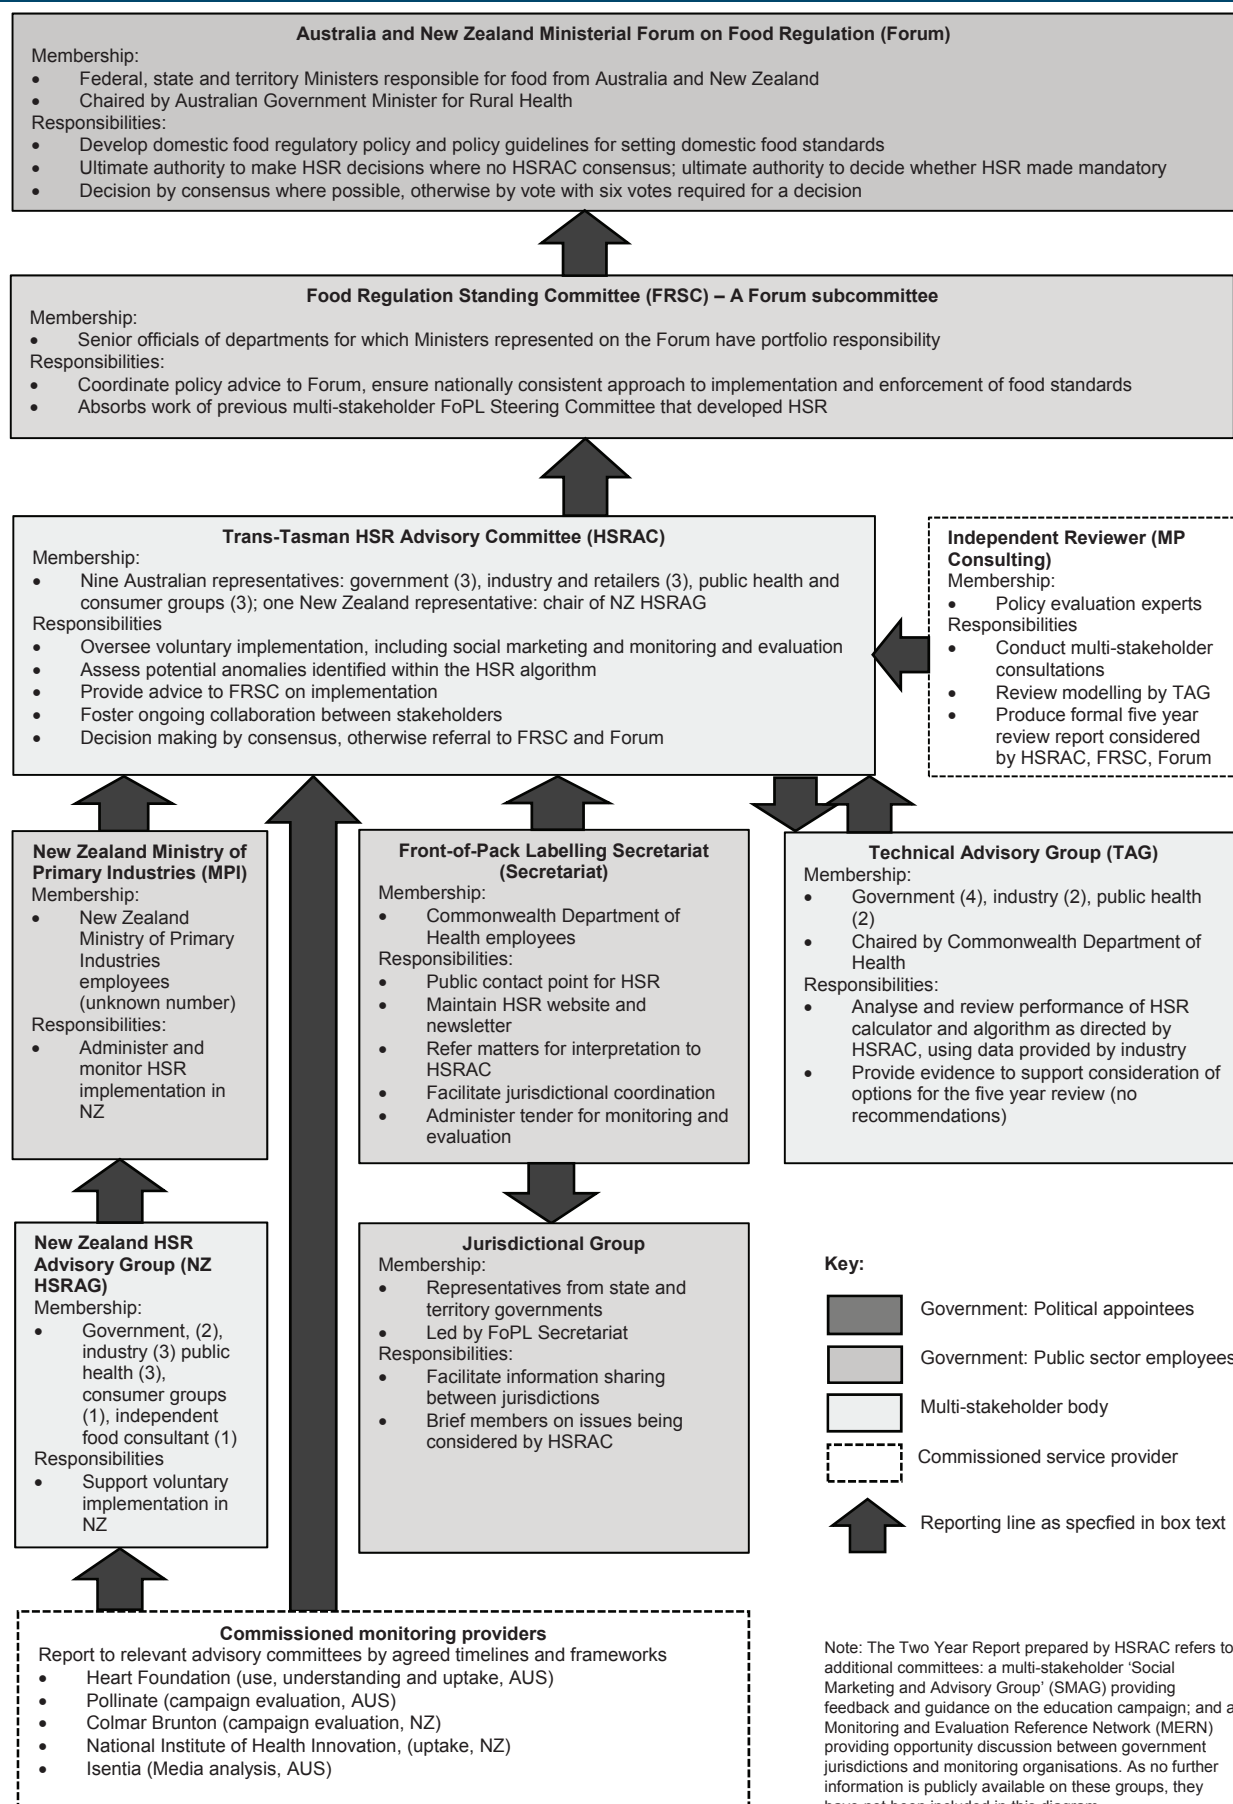 Australia and New Zealand Ministerial Forum on Food Regulation (Forum)
Membership:
• Federal, state and territory Ministers responsible for food from Australia and New Zealand
• Chaired by Australian Government Minister for Rural Health
Responsibilities:
• Develop domestic food regulatory policy and policy guidelines for setting domestic food standards
• Ultimate authority to make HSR decisions where no HSRAC consensus; ultimate authority to decide whether HSR made mandatory
• Decision by consensus where possible, otherwise by vote with six votes required for a decision
Food Regulation Standing Committee (FRSC) – A Forum subcommittee
Membership:
• Senior officials of departments for which Ministers represented on the Forum have portfolio responsibility
Responsibilities:
• Coordinate policy advice to Forum, ensure nationally consistent approach to implementation and enforcement of food standards
• Absorbs work of previous multi-stakeholder FoPL Steering Committee that developed HSR
Trans-Tasman HSR Advisory Committee (HSRAC)
Membership:
• Nine Australian representatives: government (3), industry and retailers (3), public health and
consumer groups (3); one New Zealand representative: chair of NZ HSRAG
Responsibilities
• Oversee voluntary implementation, including social marketing and monitoring and evaluation
• Assess potential anomalies identified within the HSR algorithm
• Provide advice to FRSC on implementation
• Foster ongoing collaboration between stakeholders
• Decision making by consensus, otherwise referral to FRSC and Forum
Independent Reviewer (MP
Consulting)
Membership:
• Policy evaluation experts
Responsibilities
• Conduct multi-stakeholder
consultations
• Review modelling by TAG
• Produce formal five year
review report considered
by HSRAC, FRSC, Forum
New Zealand Ministry of
Primary Industries (MPI)
Membership:
• New Zealand
Ministry of Primary
Industries
employees
(unknown number)
Responsibilities:
• Administer and
monitor HSR
implementation in
NZ
Front-of-Pack Labelling Secretariat
(Secretariat)
Membership:
• Commonwealth Department of
Health employees
Responsibilities:
• Public contact point for HSR
• Maintain HSR website and
newsletter
• Refer matters for interpretation to
HSRAC
• Facilitate jurisdictional coordination
• Administer tender for monitoring and
evaluation
Technical Advisory Group (TAG)
Membership:
• Government (4), industry (2), public health
(2)
• Chaired by Commonwealth Department of
Health
Responsibilities:
• Analyse and review performance of HSR
calculator and algorithm as directed by
HSRAC, using data provided by industry
• Provide evidence to support consideration of
options for the five year review (no
recommendations)
New Zealand HSR
Advisory Group (NZ
HSRAG)
Membership:
• Government, (2),
industry (3) public
health (3),
consumer groups
(1), independent
food consultant (1)
Responsibilities
• Support voluntary
implementation in
NZ
Jurisdictional Group
Membership:
• Representatives from state and
territory governments
• Led by FoPL Secretariat
Responsibilities:
• Facilitate information sharing
between jurisdictions
• Brief members on issues being
considered by HSRAC
Key:
Government: Political appointees
Government: Public sector employees
Multi-stakeholder body
Commissioned service provider
Reporting line as specfied in box text
Commissioned monitoring providers
Report to relevant advisory committees by agreed timelines and frameworks
• Heart Foundation (use, understanding and uptake, AUS)
• Pollinate (campaign evaluation, AUS)
• Colmar Brunton (campaign evaluation, NZ)
• National Institute of Health Innovation, (uptake, NZ)
• Isentia (Media analysis, AUS)
Note: The Two Year Report prepared by HSRAC refers to
additional committees: a multi-stakeholder ‘Social
Marketing and Advisory Group’ (SMAG) providing
feedback and guidance on the education campaign; and a
Monitoring and Evaluation Reference Network (MERN)
providing opportunity discussion between government
jurisdictions and monitoring organisations. As no further
information is publicly available on these groups, they
have not been included in this diagram